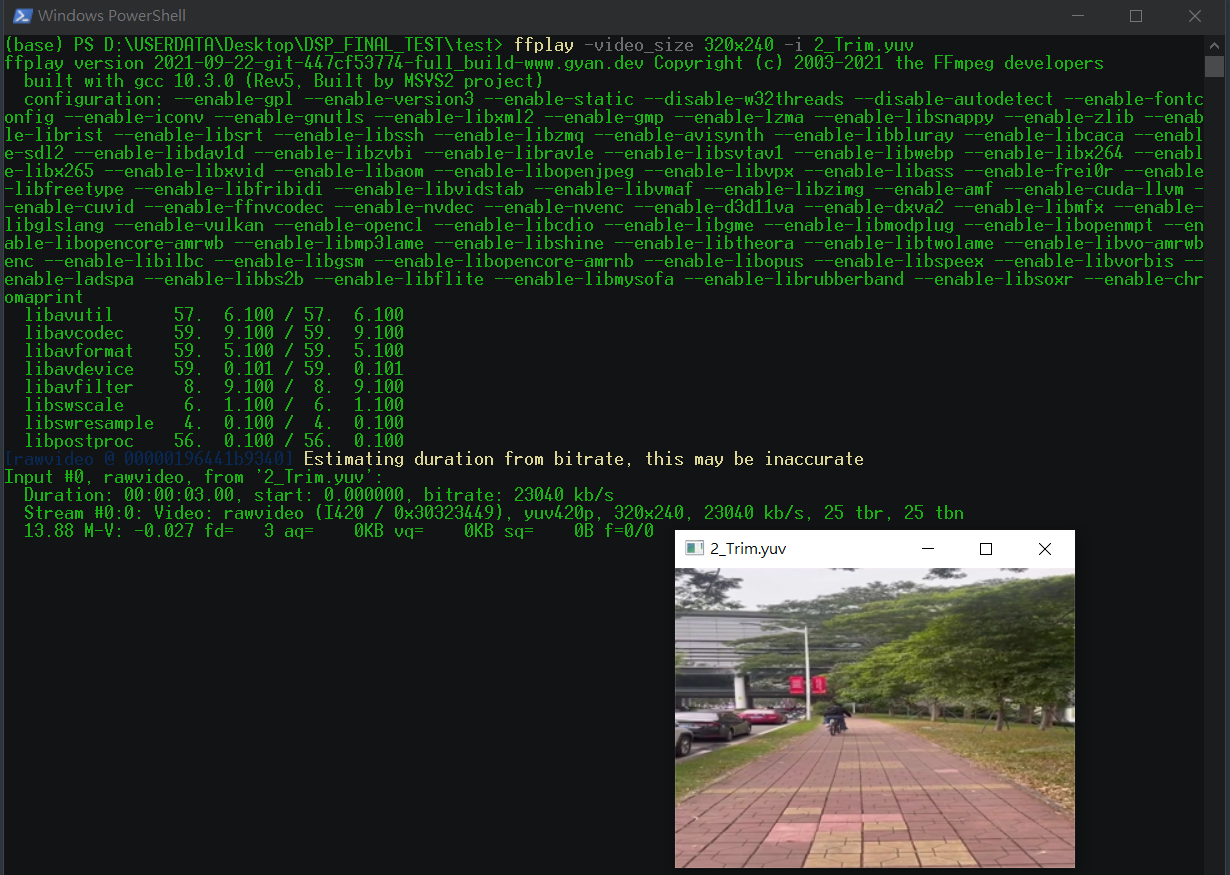 Windows PowerShell
(base) PS D:\USERDATA\Desktop\DSP_FINAL_TEST\test> ffplay -video_size 320x240 -i 2_Trim.yuv
ffplay version 2021-09-22-git-447cf53774-full_build-www.gyan.dev Copyright (c) 2003-2021 the FFmpeg developers
  built with gcc 10.3.0 (Rev5, Built by MSYS2 project)
  configuration: --enable-gpl --enable-version3 --enable-static --disable-w32threads --disable-autodetect --enable-fontc
onfig --enable-iconv --enable-gnutls --enable-libxml2 --enable-gmp --enable-lzma --enable-libsnappy --enable-zlib --enab
le-librist --enable-libsrt --enable-libssh --enable-libzmq --enable-avisynth --enable-libbluray --enable-libcaca --enabl
e-sdl2 --enable-libdav1d --enable-libzvbi --enable-librav1e --enable-libsvtav1 --enable-libwebp --enable-libx264 --enabl
e-libx265 --enable-libxvid --enable-libaom --enable-libopenjpeg --enable-libvpx --enable-libass --enable-frei0r --enable
-libfreetype --enable-libfribidi --enable-libvidstab --enable-libvmaf --enable-libzimg --enable-amf --enable-cuda-llvm -
-enable-cuvid --enable-ffnvcodec --enable-nvdec --enable-nvenc --enable-d3d11va --enable-dxva2 --enable-libmfx --enable-
libglslang --enable-vulkan --enable-opencl --enable-libcdio --enable-libgme --enable-libmodplug --enable-libopenmpt --en
able-libopencore-amrwb --enable-libmp3lame --enable-libshine --enable-libtheora --enable-libtwolame --enable-libvo-amrwb
enc --enable-libilbc --enable-libgsm --enable-libopencore-amrnb --enable-libopus --enable-libspeex --enable-libvorbis --
enable-ladspa --enable-libbs2b --enable-libflite --enable-libmysofa --enable-librubberband --enable-libsoxr --enable-chr
omaprint
  libavutil      57.  6.100 / 57.  6.100
  libavcodec     59.  9.100 / 59.  9.100
  libavformat    59.  5.100 / 59.  5.100
  libavdevice    59.  0.101 / 59.  0.101
  libavfilter     8.  9.100 /  8.  9.100
  libswscale      6.  1.100 /  6.  1.100
  libswresample   4.  0.100 /  4.  0.100
  libpostproc    56.  0.100 / 56.  0.100
[rawvideo @ 00000196441b9340] Estimating duration from bitrate, this may be inaccurate
Input #0, rawvideo, from '2_Trim.yuv':
  Duration: 00:00:03.00, start: 0.000000, bitrate: 23040 kb/s
  Stream #0:0: Video: rawvideo (I420 / 0x30323449), yuv420p, 320x240, 23040 kb/s, 25 tbr, 25 tbn
  13.88 M-V: -0.027 fd=   3 aq=    0KB vq=    0KB sq=    0B f=0/0
2_Trim.yuv